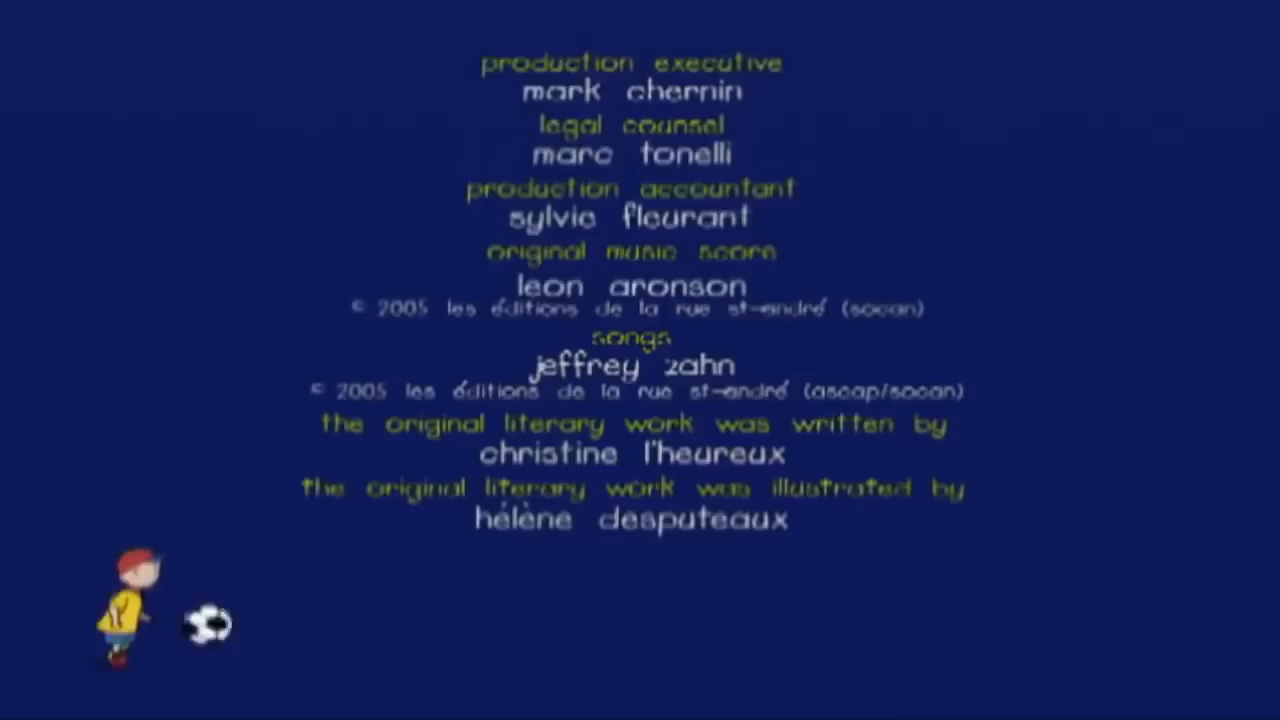 production executive
mark chernin
legal counsel
marc tonelli
production accountant
sylvie fleurant
original music score
leon aronson
© 2005 les éditions de la rue st-andré (socan)
songs
jeffrey zahn
© 2005 les éditions de la rue st-andré (ascap/socan)
the original literary work was written by
christine l'heureux
the original literary work was illustrated by
hélène desputeaux